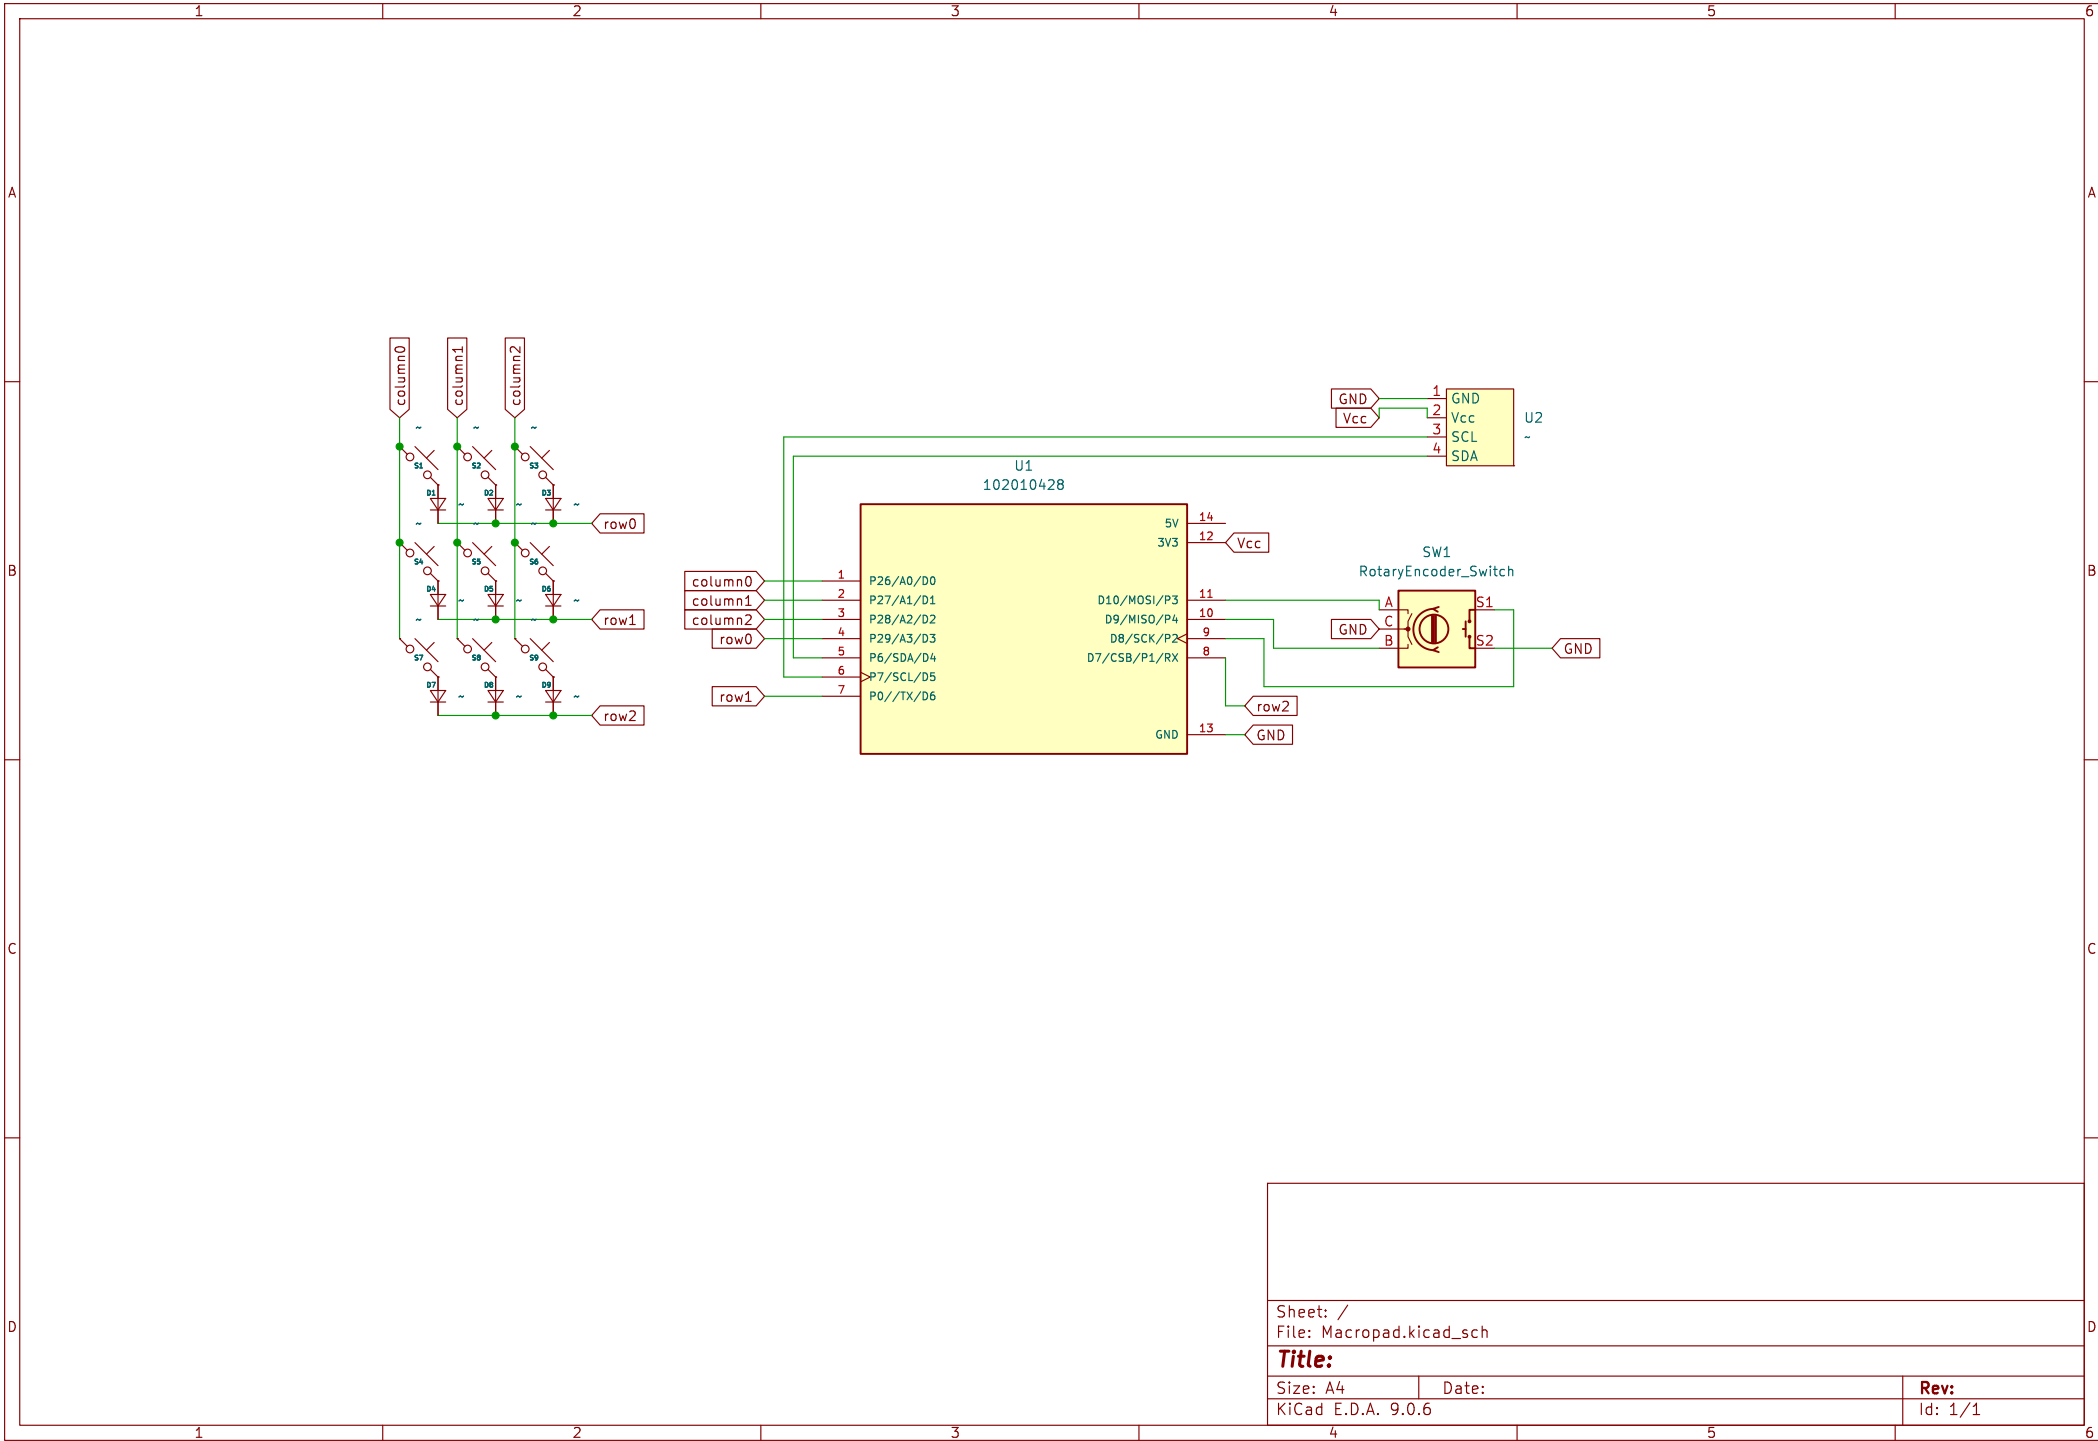 1 2 3 4 5 6
A A
column0 column1 column2
~ ~ ~
S1 S2 S3
D1 D2 D3
~ ~ ~
row0
~ ~ ~
S4 S5 S6
D4 D5 D6
~ ~ ~
row1
~ ~ ~
S7 S8 S9
D7 D8 D9
~ ~ ~
row2
B B
GND 1 GND
Vcc 2 Vcc
3 SCL
4 SDA
U2
~
U1
102010428
5V 14
3V3 12 Vcc
column0 1 P26/A0/D0
column1 2 P27/A1/D1
column2 3 P28/A2/D2
row0 4 P29/A3/D3
5 P6/SDA/D4
6 P7/SCL/D5
row1 7 P0//TX/D6
D10/MOSI/P3 11
D9/MISO/P4 10
D8/SCK/P2 9
D7/CSB/P1/RX 8
row2
GND 13 GND
SW1
RotaryEncoder_Switch
A S1
GND C
B S2 GND
C C
D D
Sheet: /
File: Macropad.kicad_sch
Title:
Size: A4 Date: Rev:
KiCad E.D.A. 9.0.6 Id: 1/1
1 2 3 4 5 6